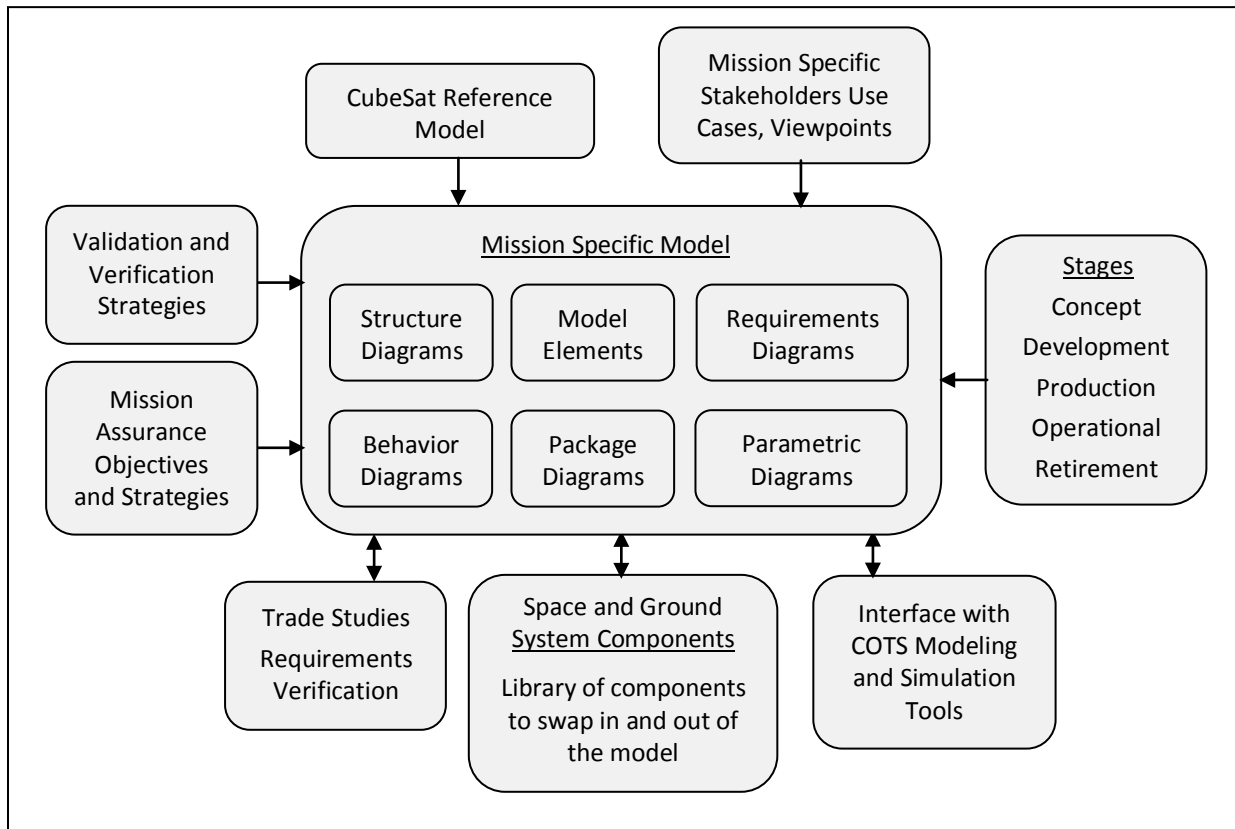 CubeSat Reference
Model
Mission Specific
Stakeholders Use
Cases, Viewpoints
Validation and
Verification
Strategies
Mission
Assurance
Objectives
and Strategies
Mission Specific Model
Structure
Diagrams
Model
Elements
Requirements
Diagrams
Behavior
Diagrams
Package
Diagrams
Parametric
Diagrams
Stages
Concept
Development
Production
Operational
Retirement
Trade Studies
Requirements
Verification
Space and Ground
System Components
Library of components
to swap in and out of
the model
Interface with
COTS Modeling
and Simulation
Tools